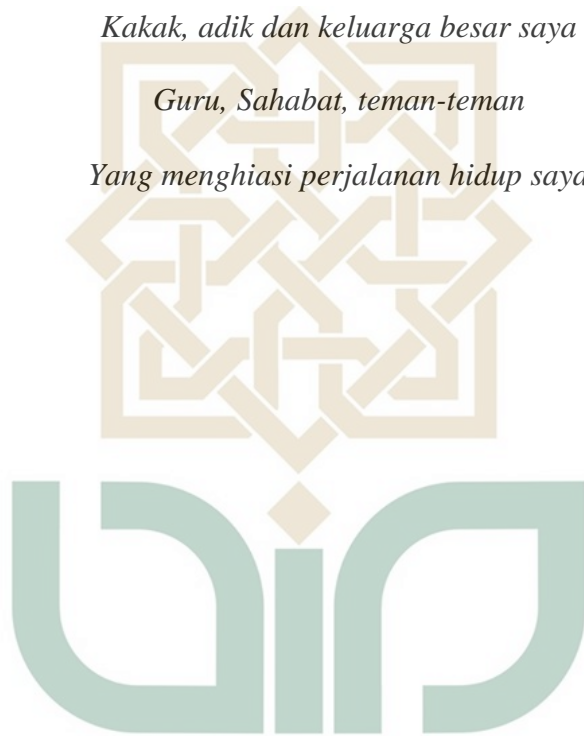 Kakak, adik dan keluarga besar saya
Guru, Sahabat, teman-teman
Yang menghiasi perjalanan hidup saya